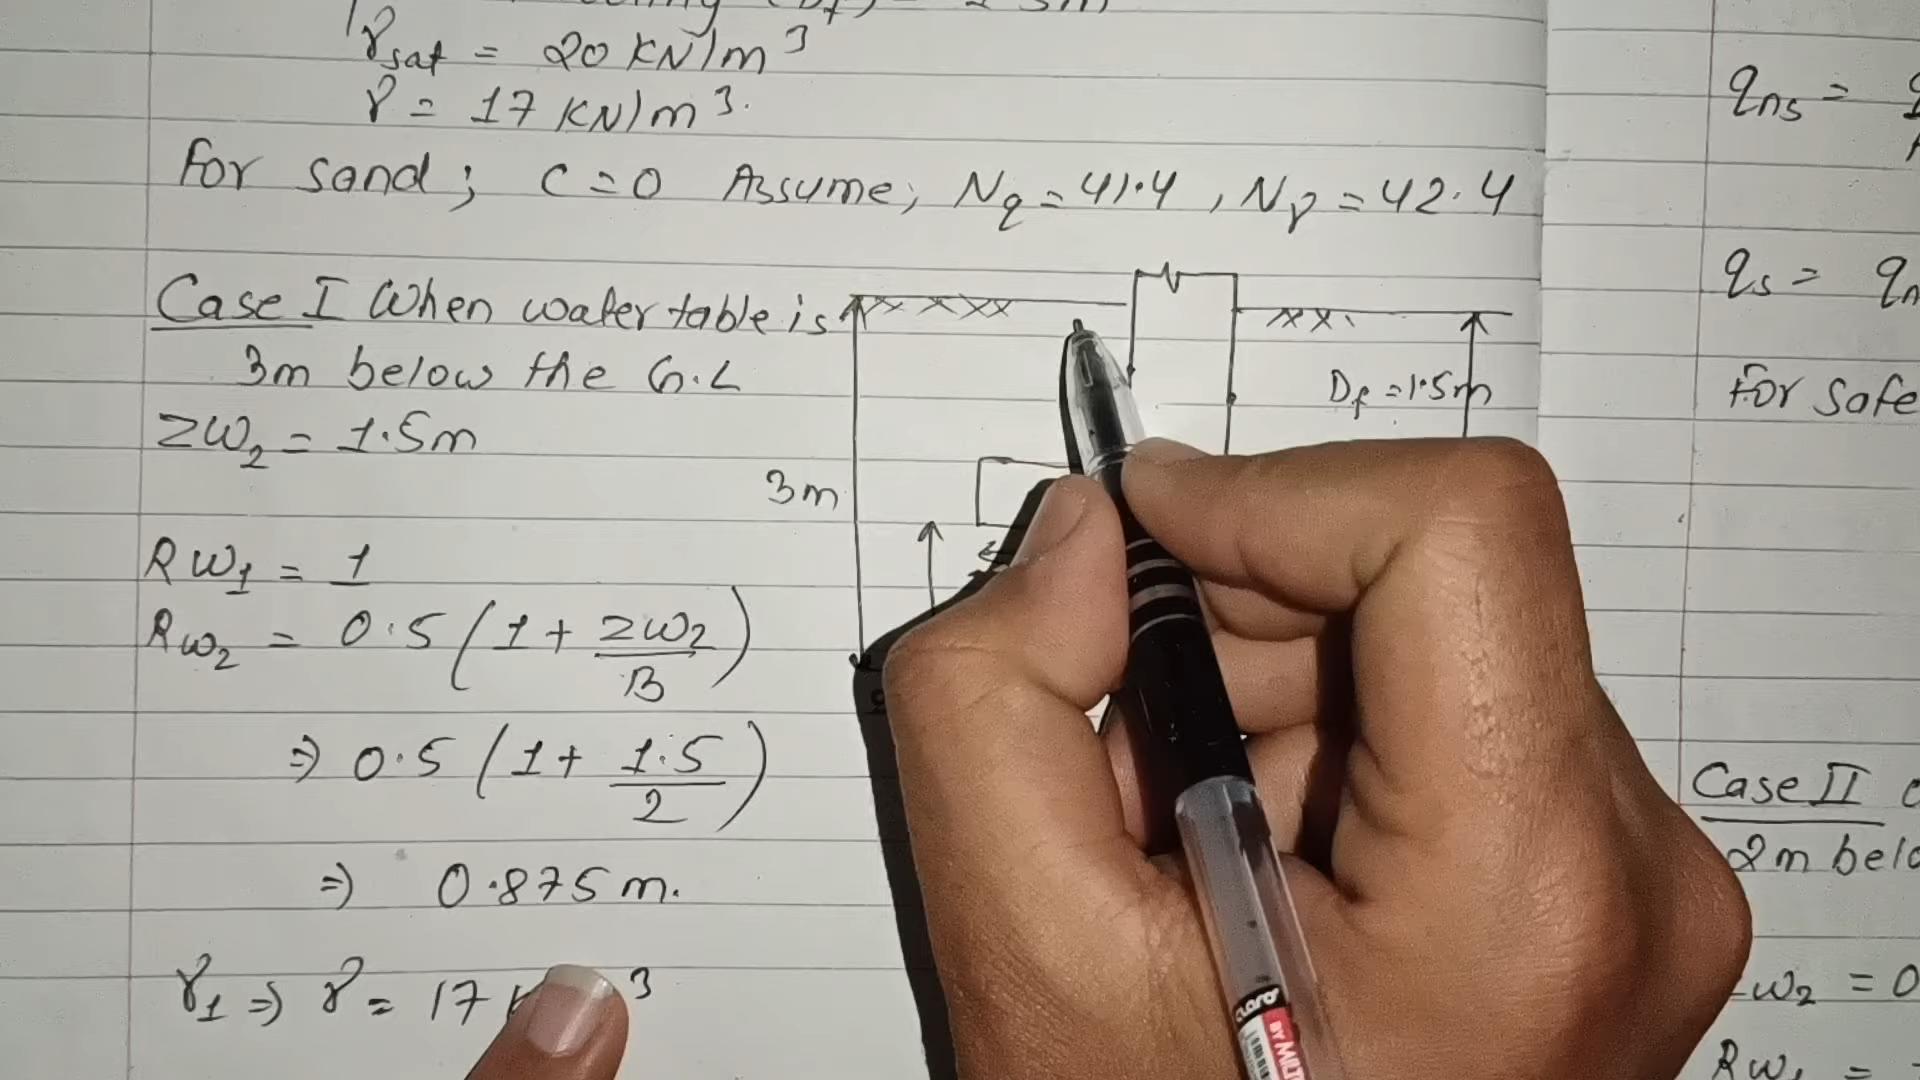 γsat = 20 KN/m³
γ = 17 KN/m³.
For sand; C=0 Assume; Nq = 41.4, Nγ = 42.4
Case I When water table is
3m below the G.L
ZW₂ = 1.5m
RW₁ = 1
RW₂ = 0.5 (1 + ZW₂/B)
⇒ 0.5 (1 + 1.5/2)
⇒ 0.875 m.
γ₁ ⇒ γ = 17 ³
3m
Df = 1.5m
qns =
qs =
For Safe
Case II
2m
W₂ = 0
RW₁ =
CLARO
BY